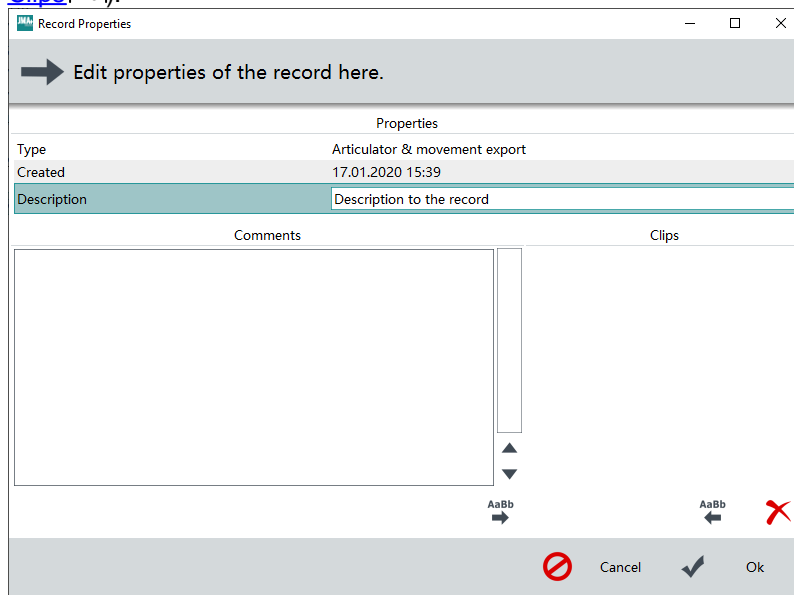 Record Properties
Edit properties of the record here.
Properties
Type Articulator & movement export
Created 17.01.2020 15:39
Description Description to the record
Comments Clips
AaBb AaBb
Cancel Ok